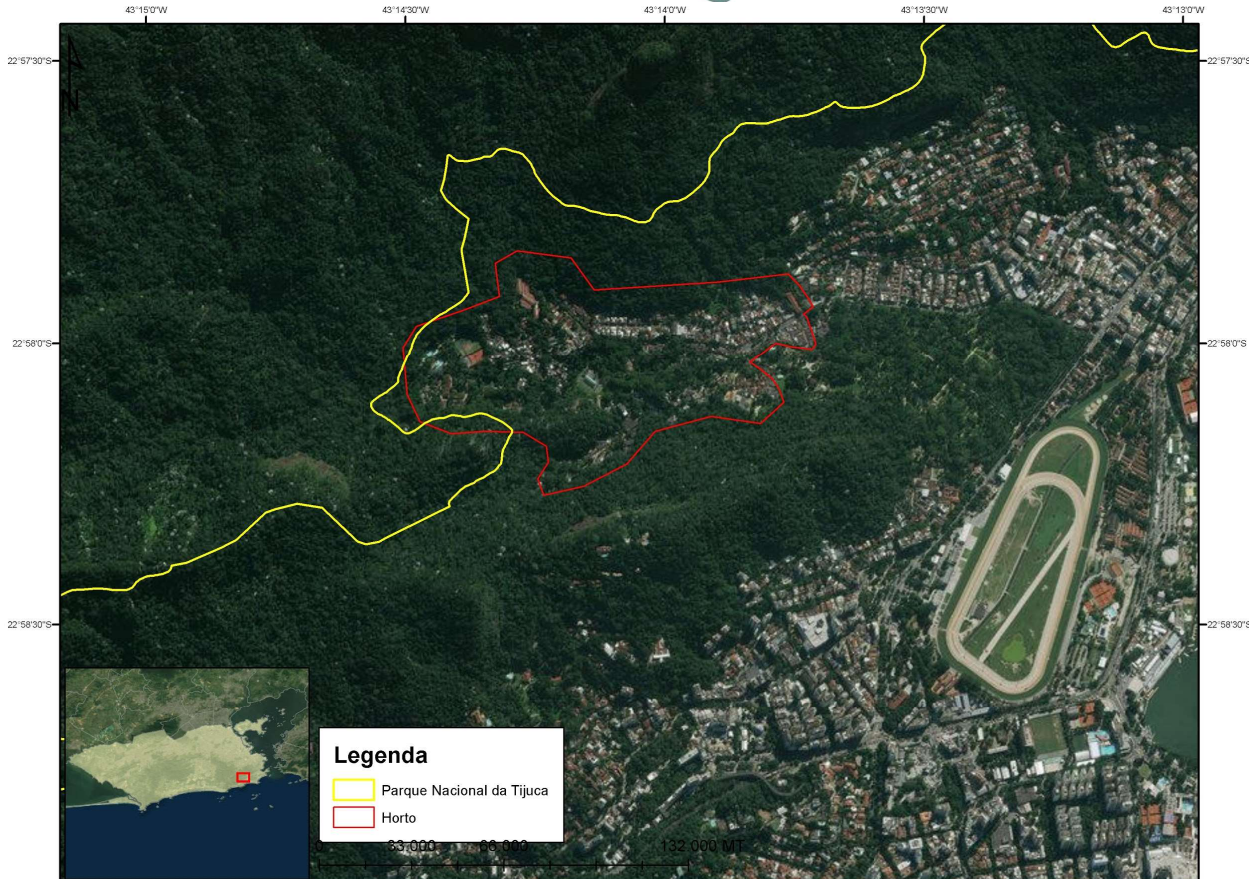 43°15'0"W
43°14'30"W
43°14'0"W
43°13'30"W
43°13'0"W
22°57'30"S
22°57'30"S
N
22°58'0"S
22°58'0"S
22°58'30"S
22°58'30"S
Legenda
Parque Nacional da Tijuca
Horto
0 33.000 66.000 132.000 MT